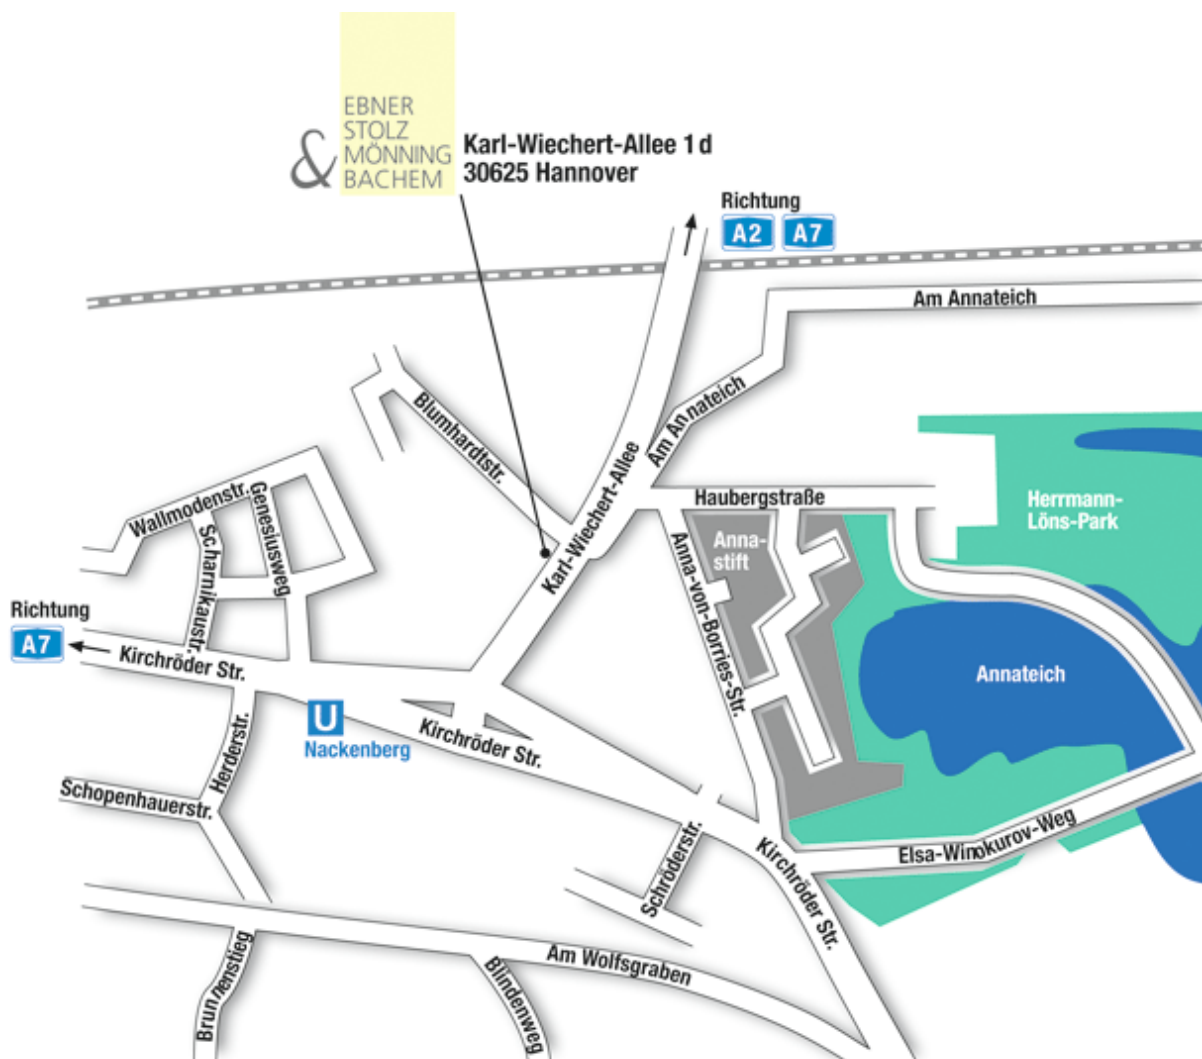 EBNER
STOLZ
MÖNNING
BACHEM
&
Karl-Wiechert-Allee 1 d
30625 Hannover
Richtung
A2 A7
Am Annateich
Am Annateich
Blumhardtstr.
Karl-Wiechert-Allee
Haubergstraße
Herrmann-
Löns-Park
Wallmodenstr.
Genesiusweg
Scharnikaustr.
Anna-
stift
Anna-von-Borries-Str.
Richtung
A7
Kirchröder Str.
Annateich
U
Nackenberg
Kirchröder Str.
Herderstr.
Schopenhauerstr.
Schröderstr.
Kirchröder Str.
Elsa-Winokurov-Weg
Am Wolfsgraben
Brunnenstieg
Blindenweg